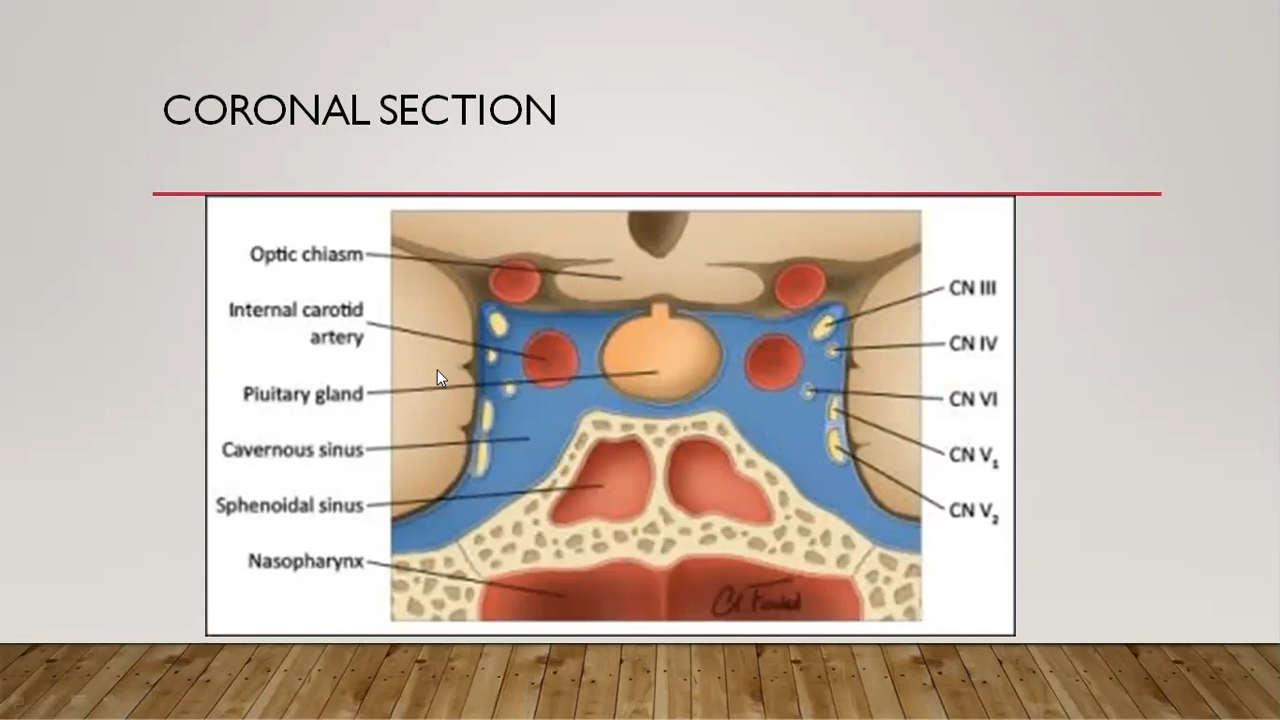 CORONAL SECTION
Optic chiasm
Internal carotid
artery
Piuitary gland
Cavernous sinus
Sphenoidal sinus
Nasopharynx
CN III
CN IV
CN VI
CN V₁
CN V₂